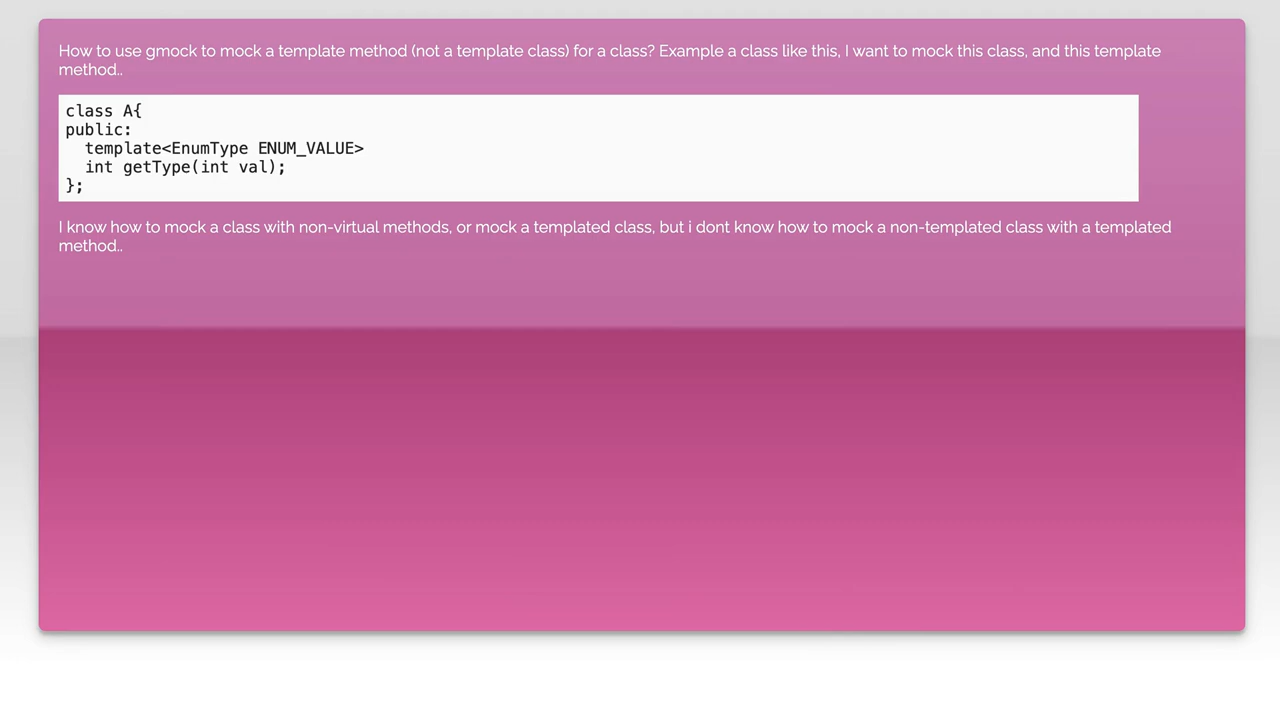 How to use gmock to mock a template method (not a template class) for a class? Example a class like this, I want to mock this class, and this template
method..
class A{
public:
  template<EnumType ENUM_VALUE>
  int getType(int val);
};
I know how to mock a class with non-virtual methods, or mock a templated class, but i dont know how to mock a non-templated class with a templated
method..